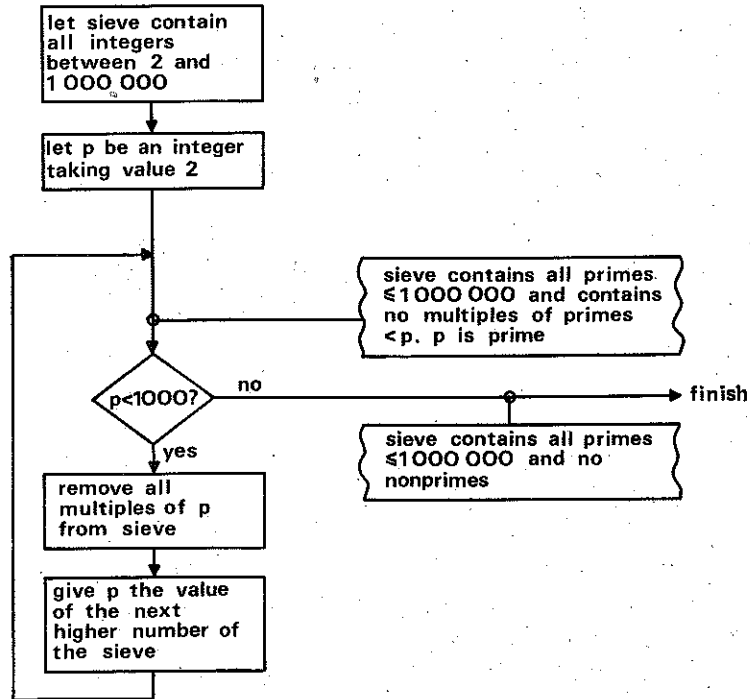 let sieve contain
all integers
between 2 and
1 000 000
let p be an integer
taking value 2
sieve contains all primes
≤1 000 000 and contains
no multiples of primes
<p. p is prime
p<1000?
no
finish
yes
sieve contains all primes
≤1 000 000 and no
nonprimes
remove all
multiples of p
from sieve
give p the value
of the next
higher number of
the sieve